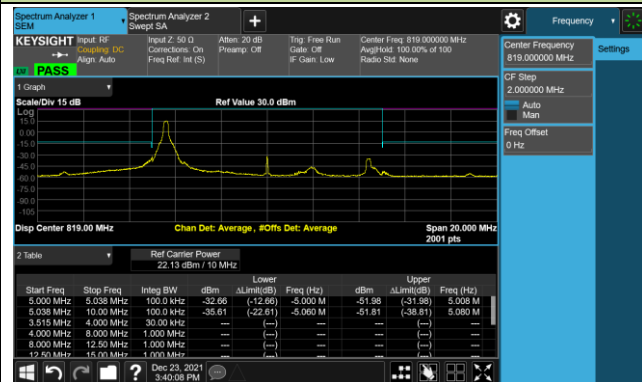 Spectrum Analyzer 1
SEM
Spectrum Analyzer 2
Swept SA
Frequency
KEYSIGHT
Input: RF
Coupling: DC
Align: Auto
Input Z: 50 Ω
Corrections: On
Freq Ref: Int (S)
Atten: 20 dB
Preamp: Off
Trig: Free Run
Gate: Off
IF Gain: Low
Center Freq: 819.000000 MHz
Avg|Hold: 100.00% of 100
Radio Std: None
PASS
Center Frequency
819.000000 MHz
Settings
CF Step
2.000000 MHz
Auto
Man
Freq Offset
0 Hz
1 Graph
Scale/Div 15 dB
Ref Value 30.0 dBm
Log
15.0
0.00
-15.0
-30.0
-45.0
-60.0
-75.0
-90.0
-105
Disp Center 819.00 MHz
Chan Det: Average , #Offs Det: Average
Span 20.000 MHz
2001 pts
2 Table
Ref Carrier Power
22.13 dBm / 10 MHz
Lower Upper
Start Freq Stop Freq Integ BW dBm ΔLimit(dB) Freq (Hz) dBm ΔLimit(dB) Freq (Hz)
5.000 MHz 5.038 MHz 100.0 kHz -32.66 (-12.66) -5.000 M -51.98 (-31.98) 5.008 M
5.038 MHz 10.00 MHz 100.0 kHz -35.61 (-22.61) -5.060 M -51.81 (-38.81) 5.080 M
3.515 MHz 4.000 MHz 30.00 kHz --- (---) --- --- (---) ---
4.000 MHz 8.000 MHz 1.000 MHz --- (---) --- --- (---) ---
8.000 MHz 12.50 MHz 1.000 MHz --- (---) --- --- (---) ---
12.50 MHz 15.00 MHz 1.000 MHz --- (---) --- --- (---) ---
Dec 23, 2021
3:40:08 PM